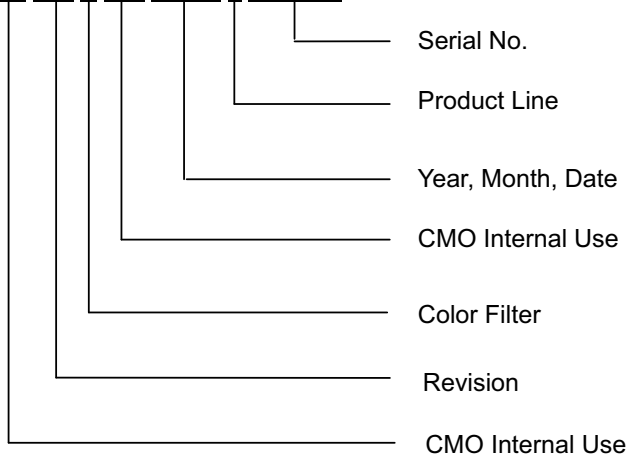 Serial No.
Product Line
Year, Month, Date
CMO Internal Use
Color Filter
Revision
CMO Internal Use